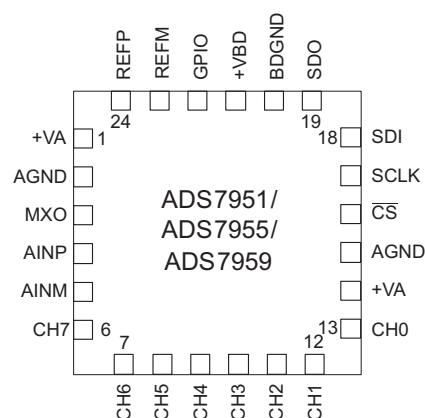 REFP
REFM
GPIO
+VBD
BDGND
SDO
24
19
+VA
1
18
SDI
AGND
SCLK
MXO
ADS7951/
ADS7955/
ADS7959
C̅S̅
AINP
AGND
AINM
+VA
CH7
6
13
CH0
7
12
CH6
CH5
CH4
CH3
CH2
CH1